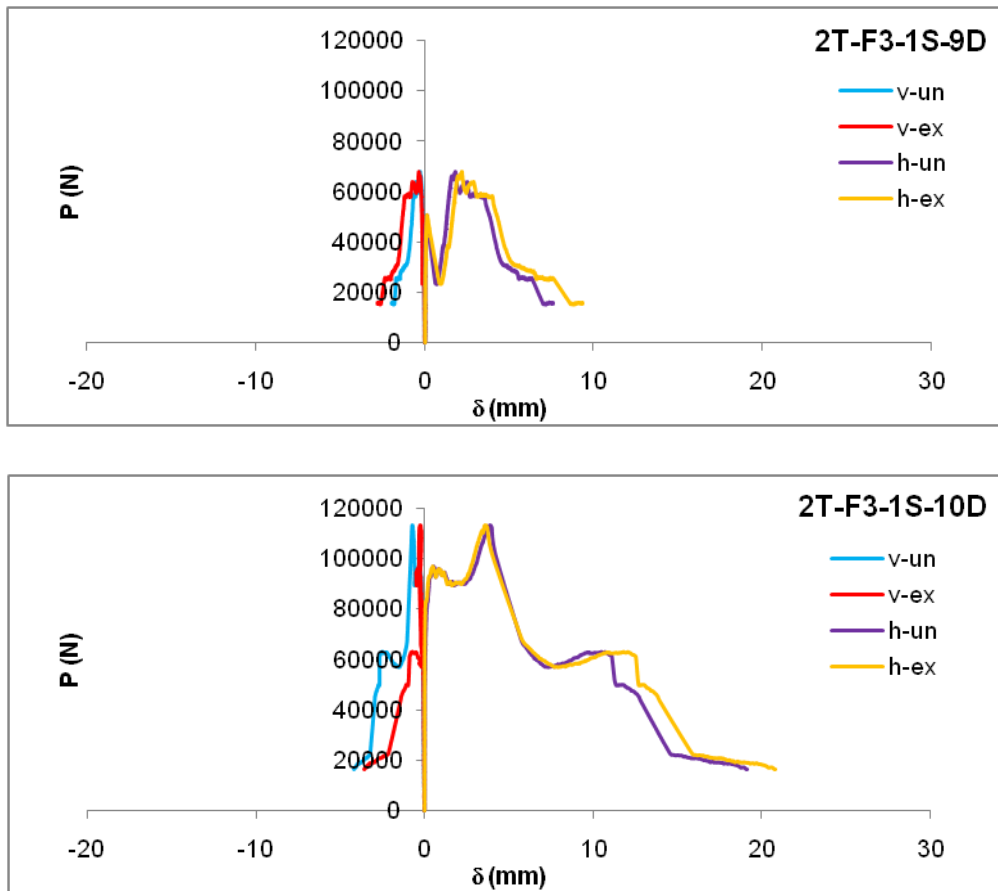 2T-F3-1S-9D
120000
100000
80000
60000
40000
20000
0
P (N)
v-un
v-ex
h-un
h-ex
-20 -10 0 10 20 30
δ (mm)
2T-F3-1S-10D
120000
100000
80000
60000
40000
20000
0
P (N)
v-un
v-ex
h-un
h-ex
-20 -10 0 10 20 30
δ (mm)